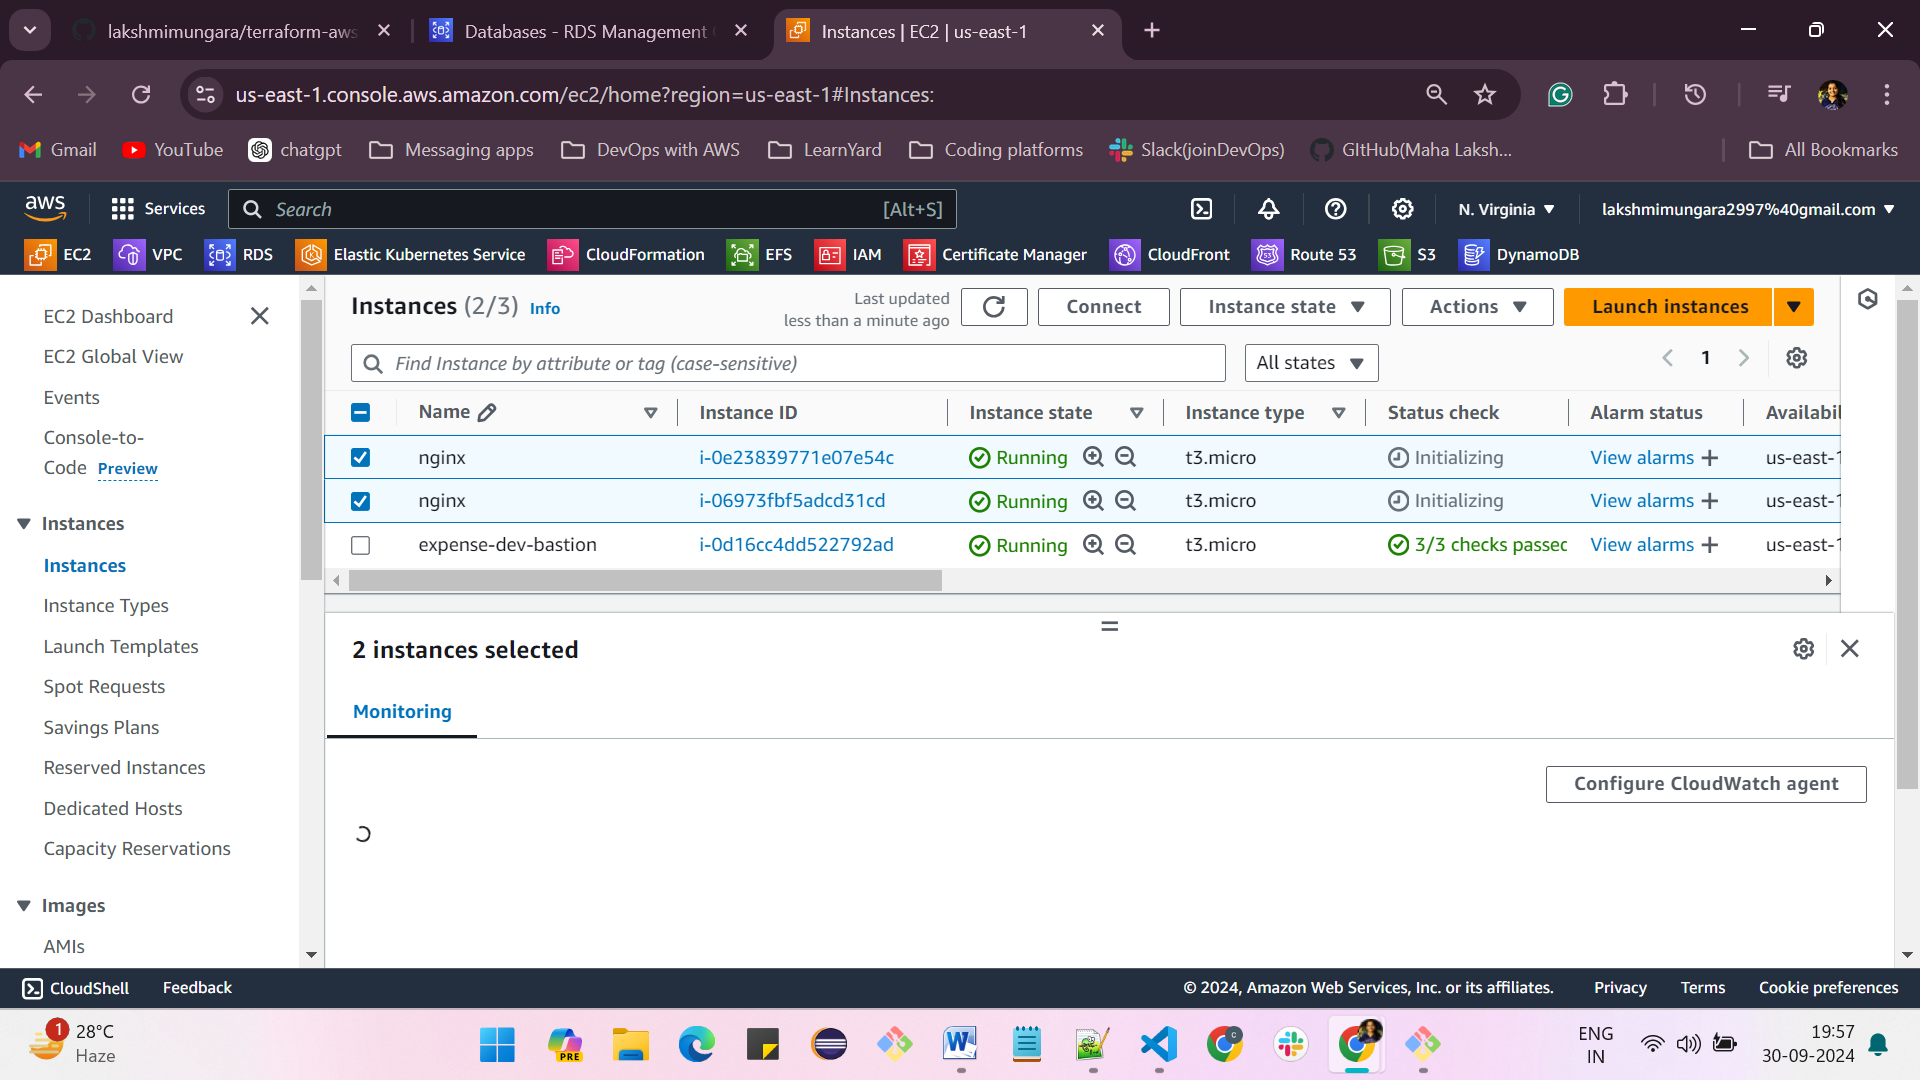 lakshmimungara/terraform-aws
Databases - RDS Management
Instances | EC2 | us-east-1
us-east-1.console.aws.amazon.com/ec2/home?region=us-east-1#Instances:
Gmail
YouTube
chatgpt
Messaging apps
DevOps with AWS
LearnYard
Coding platforms
Slack(joinDevOps)
GItHub(Maha Laksh...
All Bookmarks
aws
Services
Search
[Alt+S]
N. Virginia
lakshmimungara2997%40gmail.com
EC2
VPC
RDS
Elastic Kubernetes Service
CloudFormation
EFS
IAM
Certificate Manager
CloudFront
Route 53
S3
DynamoDB
EC2 Dashboard
EC2 Global View
Events
Console-to-
Code Preview
Instances
Instances
Instance Types
Launch Templates
Spot Requests
Savings Plans
Reserved Instances
Dedicated Hosts
Capacity Reservations
Images
AMIs
Instances (2/3) Info
Last updated
less than a minute ago
Connect
Instance state
Actions
Launch instances
Find Instance by attribute or tag (case-sensitive)
All states
1
Name Instance ID Instance state Instance type Status check Alarm status Availabil
nginx i-0e23839771e07e54c Running t3.micro Initializing View alarms us-east-1
nginx i-06973fbf5adcd31cd Running t3.micro Initializing View alarms us-east-1
expense-dev-bastion i-0d16cc4dd522792ad Running t3.micro 3/3 checks passed View alarms us-east-1
2 instances selected
Monitoring
Configure CloudWatch agent
CloudShell
Feedback
© 2024, Amazon Web Services, Inc. or its affiliates.
Privacy
Terms
Cookie preferences
1
28°C
Haze
PRE
ENG
IN
19:57
30-09-2024